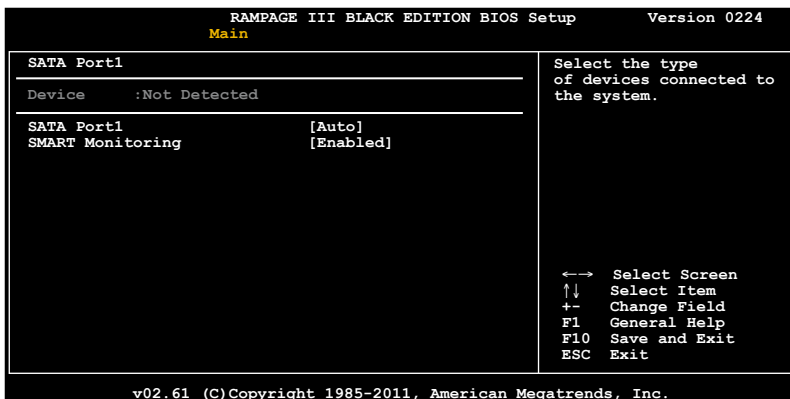 RAMPAGE III BLACK EDITION BIOS Setup Version 0224
Main
SATA Port1
Device :Not Detected
SATA Port1 [Auto]
SMART Monitoring [Enabled]
Select the type
of devices connected to
the system.
←→ Select Screen
↑↓ Select Item
+- Change Field
F1 General Help
F10 Save and Exit
ESC Exit
v02.61 (C)Copyright 1985-2011, American Megatrends, Inc.